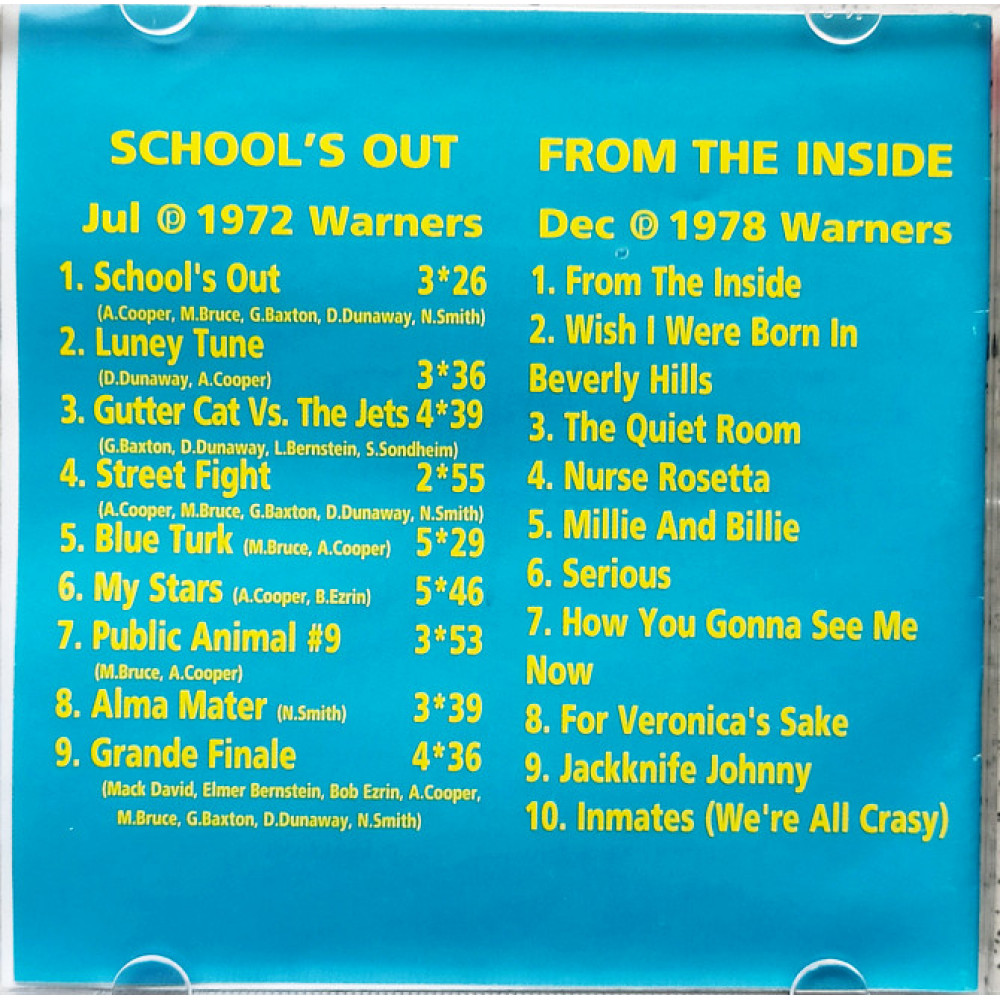 SCHOOL'S OUT
Jul ℗ 1972 Warners
1. School's Out 3*26
(A.Cooper, M.Bruce, G.Baxton, D.Dunaway, N.Smith)
2. Luney Tune
(D.Dunaway, A.Cooper) 3*36
3. Gutter Cat Vs. The Jets 4*39
(G.Baxton, D.Dunaway, L.Bernstein, S.Sondheim)
4. Street Fight 2*55
(A.Cooper, M.Bruce, G.Baxton, D.Dunaway, N.Smith)
5. Blue Turk (M.Bruce, A.Cooper) 5*29
6. My Stars (A.Cooper, B.Ezrin) 5*46
7. Public Animal #9 3*53
(M.Bruce, A.Cooper)
8. Alma Mater (N.Smith) 3*39
9. Grande Finale 4*36
(Mack David, Elmer Bernstein, Bob Ezrin, A.Cooper,
M.Bruce, G.Baxton, D.Dunaway, N.Smith)
FROM THE INSIDE
Dec ℗ 1978 Warners
1. From The Inside
2. Wish I Were Born In
Beverly Hills
3. The Quiet Room
4. Nurse Rosetta
5. Millie And Billie
6. Serious
7. How You Gonna See Me
Now
8. For Veronica's Sake
9. Jackknife Johnny
10. Inmates (We're All Crasy)